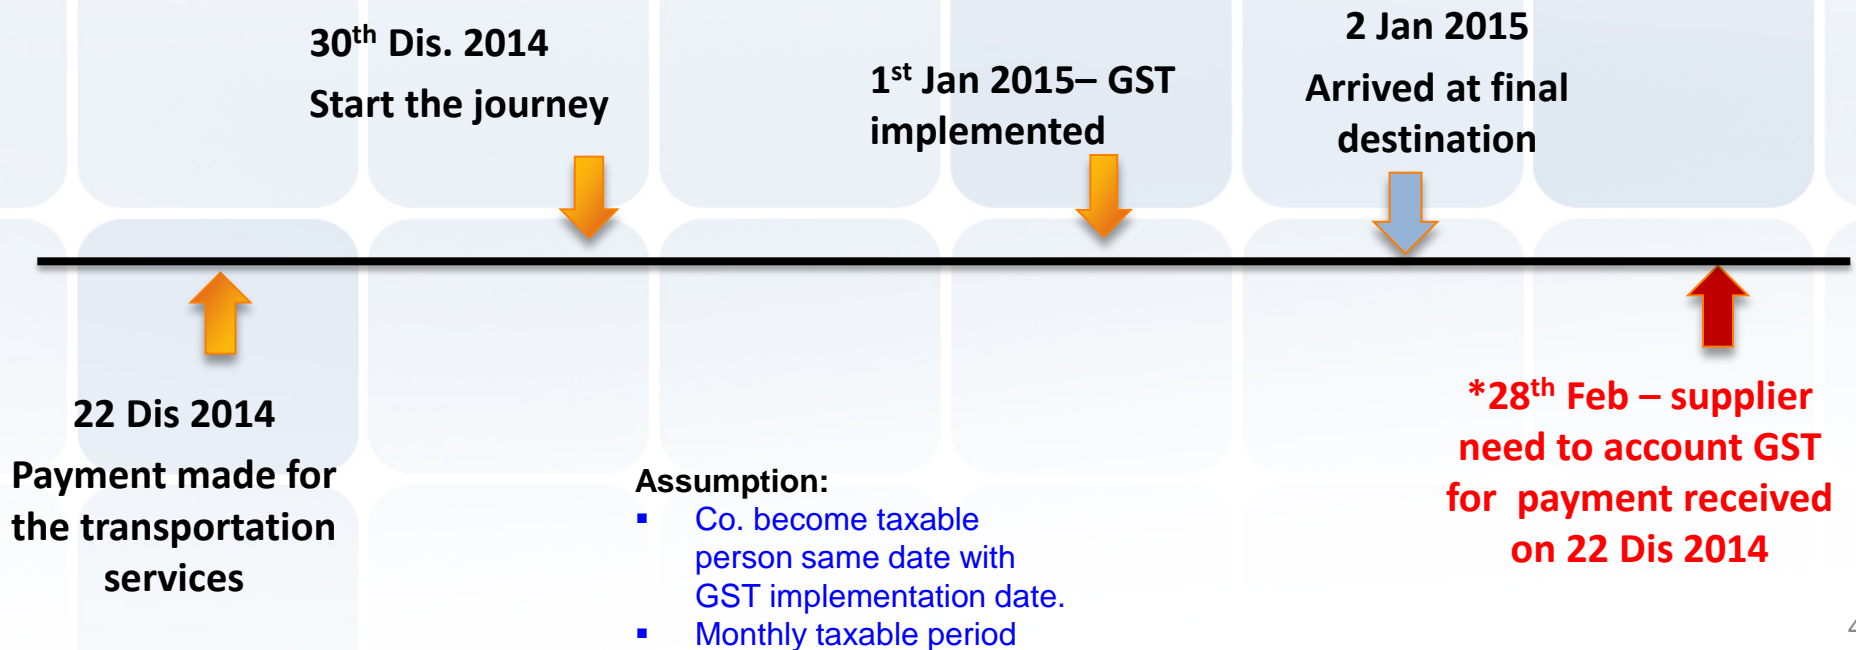 30th Dis. 2014
Start the journey
1st Jan 2015– GST
implemented
2 Jan 2015
Arrived at final
destination
22 Dis 2014
Payment made for
the transportation
services
Assumption:
▪ Co. become taxable
person same date with
GST implementation date.
▪ Monthly taxable period
*28th Feb – supplier
need to account GST
for payment received
on 22 Dis 2014
4